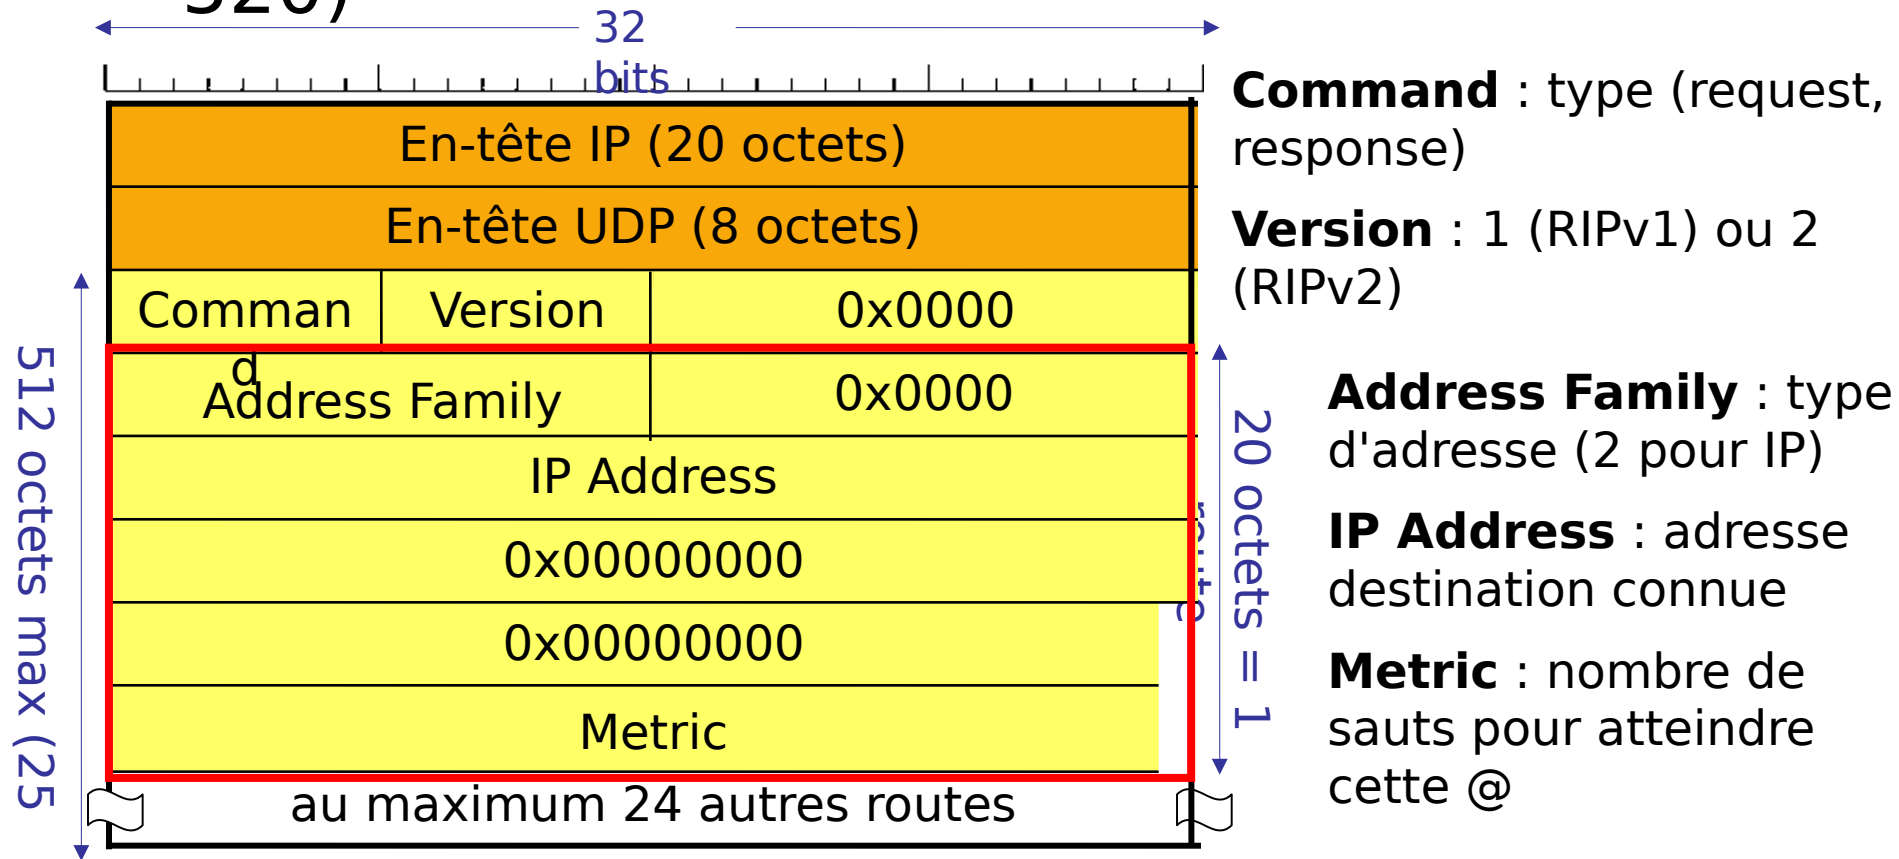 32
bits
En-tête IP (20 octets)
En-tête UDP (8 octets)
Comman
d
Version
0x0000
Address Family
0x0000
IP Address
0x00000000
0x00000000
Metric
au maximum 24 autres routes
512 octets max (25
20 octets = 1
route
Command : type (request,
response)
Version : 1 (RIPv1) ou 2
(RIPv2)
Address Family : type
d'adresse (2 pour IP)
IP Address : adresse
destination connue
Metric : nombre de
sauts pour atteindre
cette @